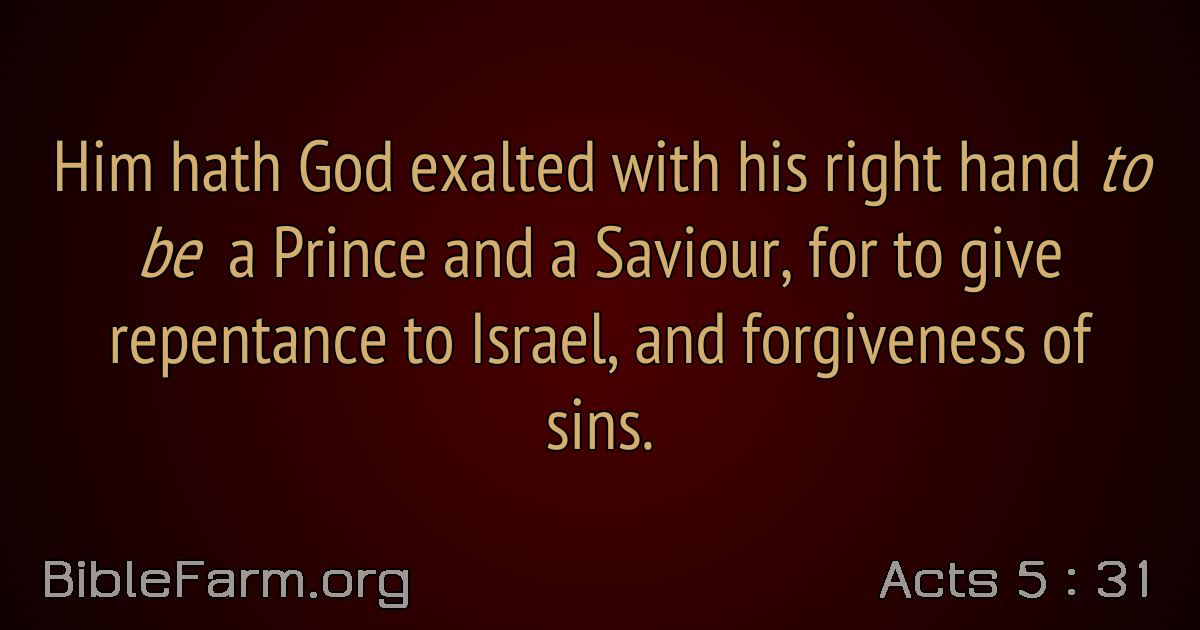 Him hath God exalted with his right hand to
be a Prince and a Saviour, for to give
repentance to Israel, and forgiveness of
sins.
BibleFarm.org
Acts 5 : 31